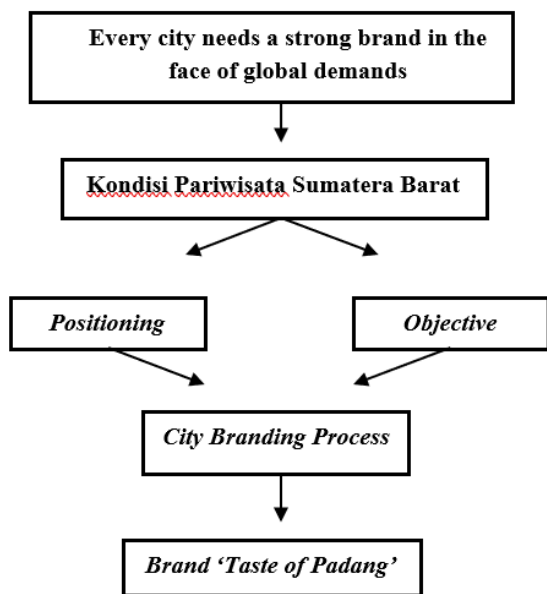 Every city needs a strong brand in the
face of global demands
Kondisi Pariwisata Sumatera Barat
Positioning
Objective
City Branding Process
Brand ‘Taste of Padang’